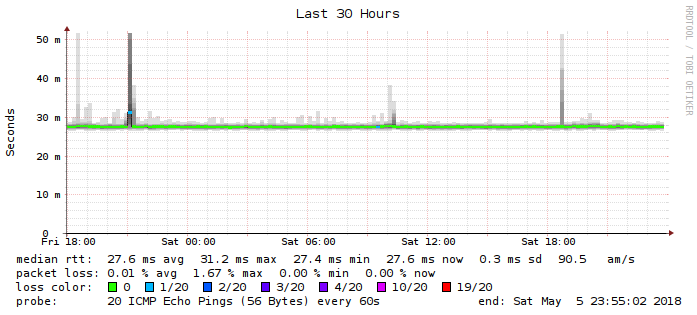 Last 30 Hours
RRDTOOL / TOBI OETIKER
Seconds
50 m
40 m
30 m
20 m
10 m
0
Fri 18:00 Sat 00:00 Sat 06:00 Sat 12:00 Sat 18:00
median rtt: 27.6 ms avg 31.2 ms max 27.4 ms min 27.6 ms now 0.3 ms sd 90.5 am/s
packet loss: 0.01 % avg 1.67 % max 0.00 % min 0.00 % now
loss color: 0 1/20 2/20 3/20 4/20 10/20 19/20
probe: 20 ICMP Echo Pings (56 Bytes) every 60s end: Sat May 5 23:55:02 2018